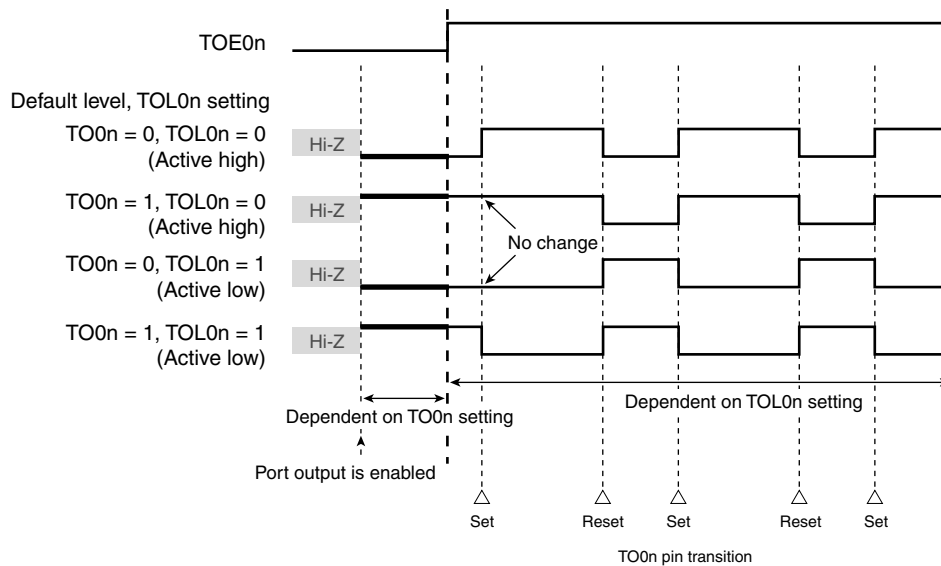 TOE0n
Default level, TOL0n setting
TO0n = 0, TOL0n = 0
(Active high)
Hi-Z
TO0n = 1, TOL0n = 0
(Active high)
Hi-Z
No change
TO0n = 0, TOL0n = 1
(Active low)
Hi-Z
TO0n = 1, TOL0n = 1
(Active low)
Hi-Z
Dependent on TO0n setting
Dependent on TOL0n setting
Port output is enabled
Set
Reset
Set
Reset
Set
TO0n pin transition